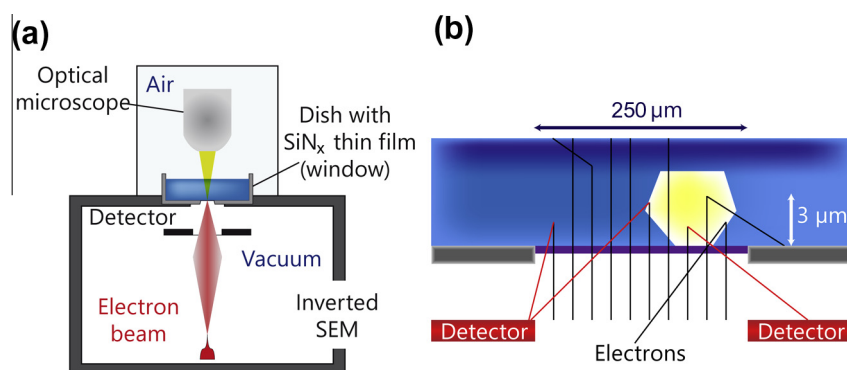 (a)
Air
Optical
microscope
Dish with
SiNx thin film
(window)
Detector
Vacuum
Electron
beam
Inverted
SEM
(b)
250 µm
3 µm
Detector
Detector
Electrons